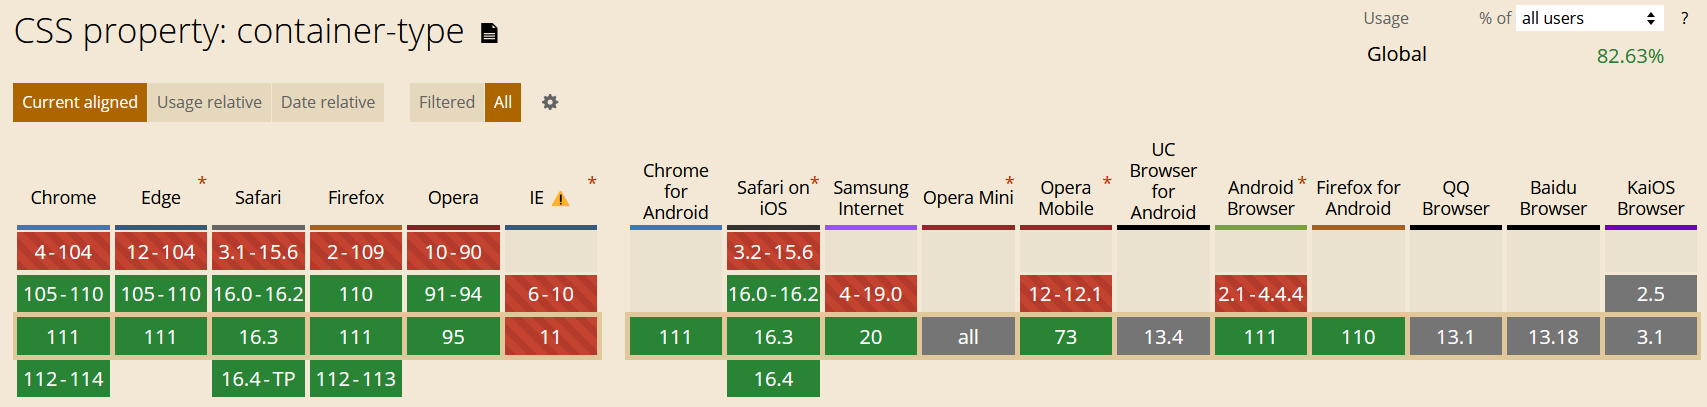 CSS property: container-type
Usage % of all users ?
Global 82.63%
Current aligned Usage relative Date relative Filtered All
Chrome Edge * Safari Firefox Opera IE *
Chrome for Android Safari on iOS * Samsung Internet Opera Mini * Opera Mobile * UC Browser for Android Android Browser * Firefox for Android QQ Browser Baidu Browser KaiOS Browser
4-104 12-104 3.1-15.6 2-109 10-90 3.2-15.6
105-110 105-110 16.0-16.2 110 91-94 6-10 16.0-16.2 4-19.0 12-12.1 2.1-4.4.4 2.5
111 111 16.3 111 95 11 111 16.3 20 all 73 13.4 111 110 13.1 13.18 3.1
112-114 16.4-TP 112-113 16.4